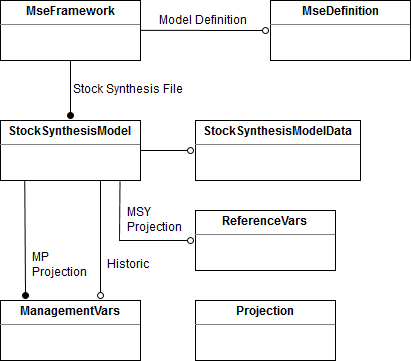 MseFramework
Model Definition
MseDefinition
Stock Synthesis File
StockSynthesisModel
StockSynthesisModelData
MSY
Projection
ReferenceVars
MP
Projection
Historic
ManagementVars
Projection